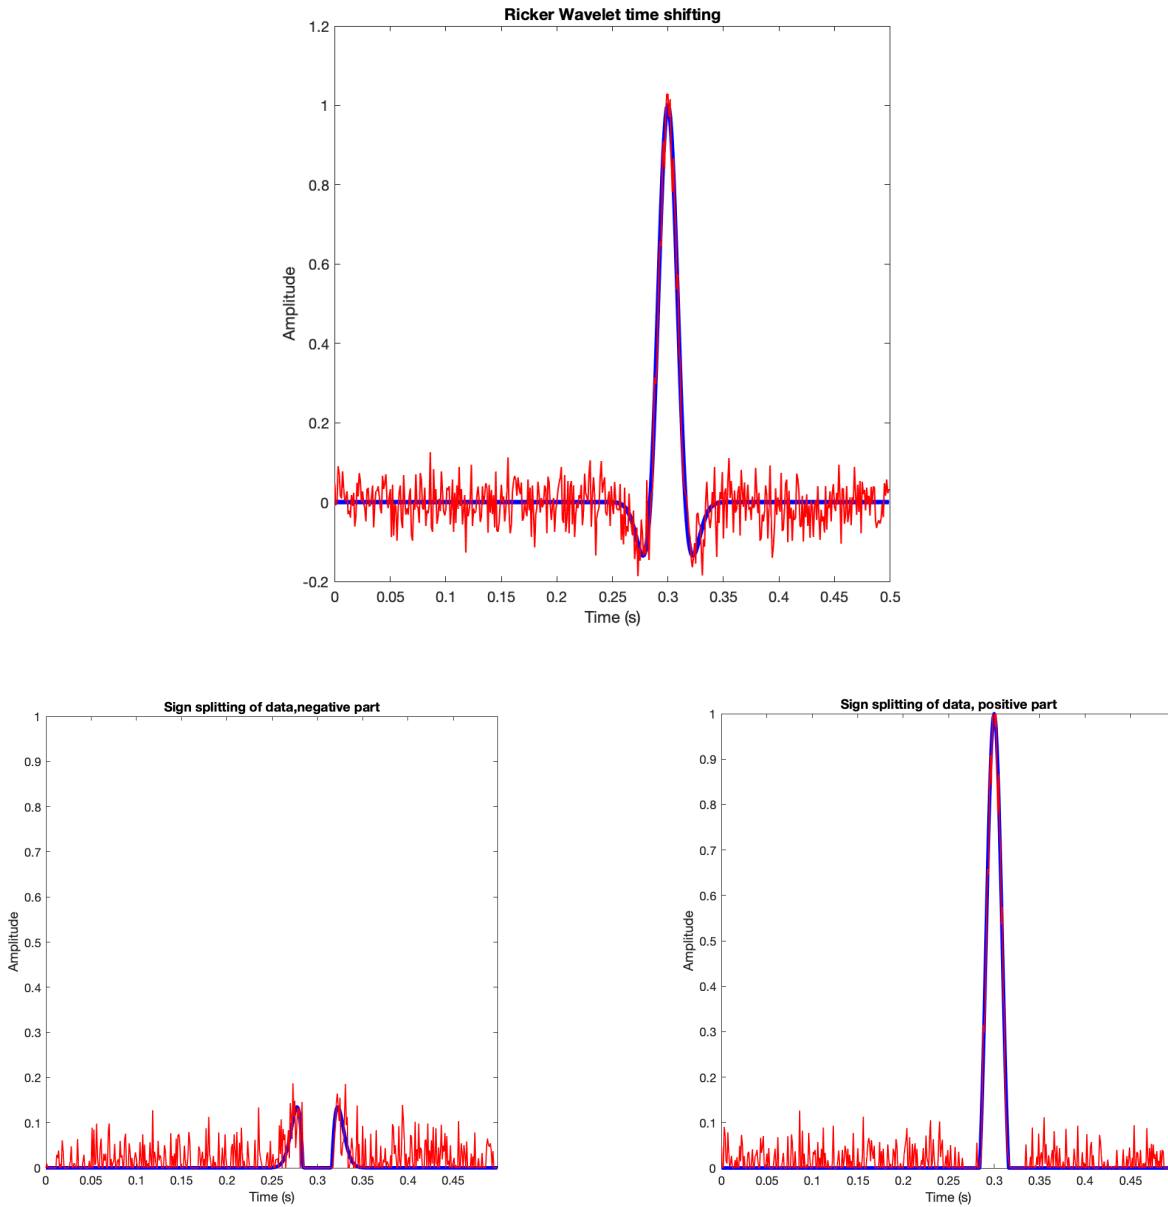 Ricker Wavelet time shifting
1.2
1
0.8
0.6
0.4
0.2
0
-0.2
Amplitude
0 0.05 0.1 0.15 0.2 0.25 0.3 0.35 0.4 0.45 0.5
Time (s)
Sign splitting of data,negative part
1
0.9
0.8
0.7
0.6
0.5
0.4
0.3
0.2
0.1
0
Amplitude
0 0.05 0.1 0.15 0.2 0.25 0.3 0.35 0.4 0.45
Time (s)
Sign splitting of data, positive part
1
0.9
0.8
0.7
0.6
0.5
0.4
0.3
0.2
0.1
0
Amplitude
0 0.05 0.1 0.15 0.2 0.25 0.3 0.35 0.4 0.45
Time (s)